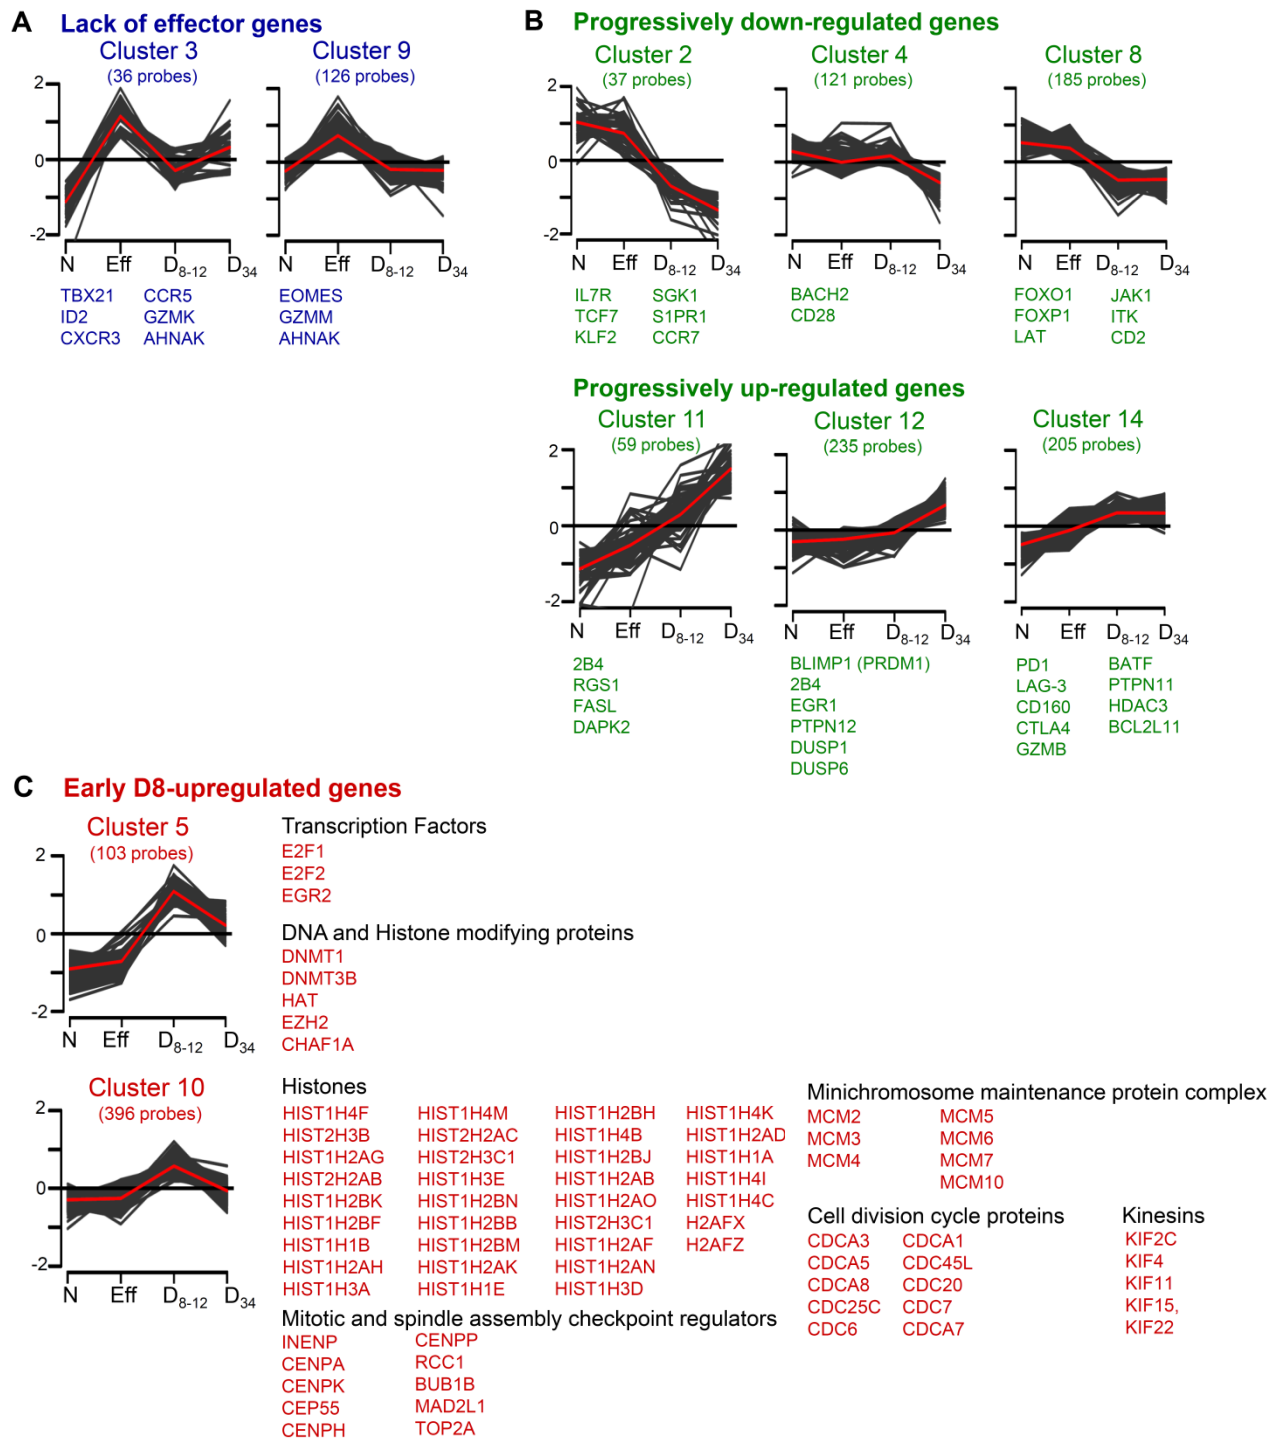 A Lack of effector genes
Cluster 3
(36 probes)
Cluster 9
(126 probes)
2
0
-2
N Eff D8-12 D34
N Eff D8-12 D34
TBX21 CCR5
ID2 GZMK
CXCR3 AHNAK
EOMES
GZMM
AHNAK
B Progressively down-regulated genes
Cluster 2
(37 probes)
Cluster 4
(121 probes)
Cluster 8
(185 probes)
2
0
-2
N Eff D8-12 D34
N Eff D8-12 D34
N Eff D8-12 D34
IL7R SGK1
TCF7 S1PR1
KLF2 CCR7
BACH2
CD28
FOXO1 JAK1
FOXP1 ITK
LAT CD2
Progressively up-regulated genes
Cluster 11
(59 probes)
Cluster 12
(235 probes)
Cluster 14
(205 probes)
2
0
-2
N Eff D8-12 D34
N Eff D8-12 D34
N Eff D8-12 D34
2B4
RGS1
FASL
DAPK2
BLIMP1 (PRDM1)
2B4
EGR1
PTPN12
DUSP1
DUSP6
PD1 BATF
LAG-3 PTPN11
CD160 HDAC3
CTLA4 BCL2L11
GZMB
C Early D8-upregulated genes
Cluster 5
(103 probes)
2
0
-2
N Eff D8-12 D34
Transcription Factors
E2F1
E2F2
EGR2
DNA and Histone modifying proteins
DNMT1
DNMT3B
HAT
EZH2
CHAF1A
Cluster 10
(396 probes)
2
0
-2
N Eff D8-12 D34
Histones
HIST1H4F HIST1H4M HIST1H2BH HIST1H4K
HIST2H3B HIST2H2AC HIST1H4B HIST1H2AD
HIST1H2AG HIST2H3C1 HIST1H2BJ HIST1H1A
HIST2H2AB HIST1H3E HIST1H2AB HIST1H4I
HIST1H2BK HIST1H2BN HIST1H2AO HIST1H4C
HIST1H2BF HIST1H2BB HIST2H3C1 H2AFX
HIST1H1B HIST1H2BM HIST1H2AF H2AFZ
HIST1H2AH HIST1H2AK HIST1H2AN
HIST1H3A HIST1H1E HIST1H3D
Mitotic and spindle assembly checkpoint regulators
INENP CENPP
CENPA RCC1
CENPK BUB1B
CEP55 MAD2L1
CENPH TOP2A
Minichromosome maintenance protein complex
MCM2 MCM5
MCM3 MCM6
MCM4 MCM7
MCM10
Cell division cycle proteins
CDCA3 CDCA1
CDCA5 CDC45L
CDCA8 CDC20
CDC25C CDC7
CDC6 CDCA7
Kinesins
KIF2C
KIF4
KIF11
KIF15,
KIF22